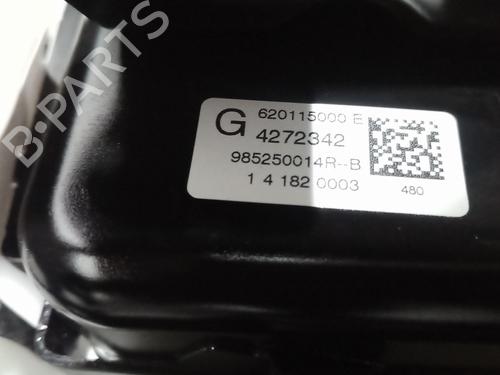 B-PARTS
620115000 E
G 4272342
985250014R--B
1 4 182 0003
480